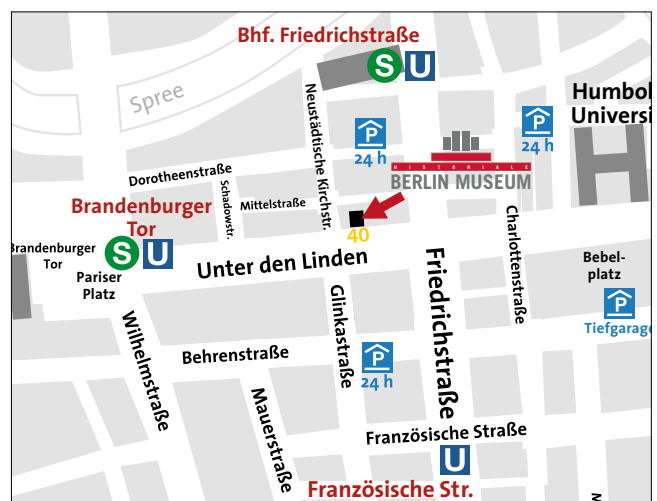 Bhf. Friedrichstraße
S U
Spree
Neustädtische Kirchstr.
P
24 h
P
24 h
Humbol
Universi
H
HISTORIALE
BERLIN MUSEUM
Dorotheenstraße
Schadowstr.
Mittelstraße
Brandenburger
Tor
S U
Brandenburger
Tor
Pariser
Platz
40
Unter den Linden
Charlottenstraße
Bebel-
platz
P
Tiefgarage
Friedrichstraße
Glinkastraße
Wilhelmstraße
Behrenstraße
P
24 h
Mauerstraße
Französische Straße
U
Französische Str.